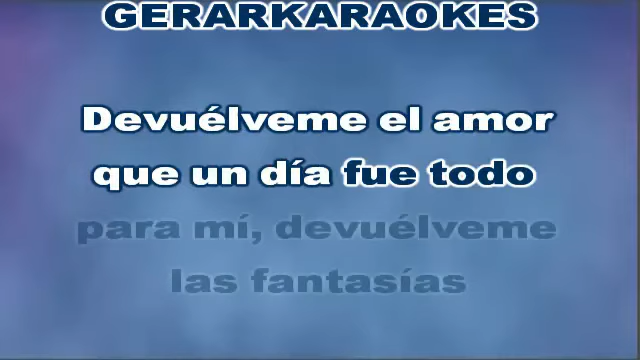 GERARKARAOKES
Devuélveme el amor
que un día fue todo
para mí, devuélveme
las fantasías